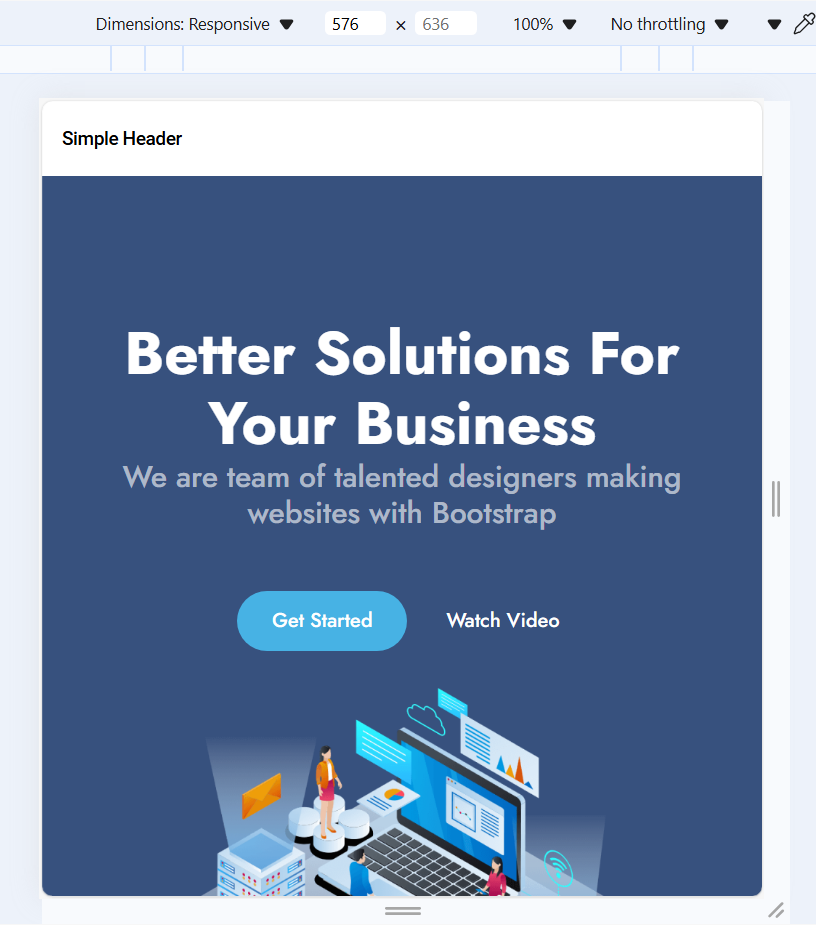 Dimensions: Responsive 576 × 636 100% No throttling
Simple Header
Better Solutions For
Your Business
We are team of talented designers making
websites with Bootstrap
Get Started Watch Video